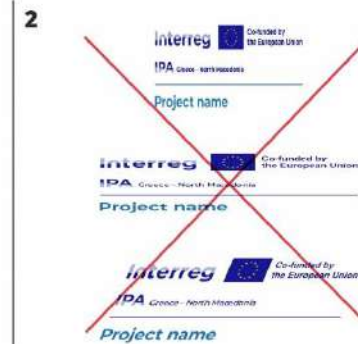 2
Interreg Co-funded by
the European Union
IPA Greece - North Macedonia
Project name
Interreg Co-funded by
the European Union
IPA Greece - North Macedonia
Project name
Interreg Co-funded by
the European Union
IPA Greece - North Macedonia
Project name